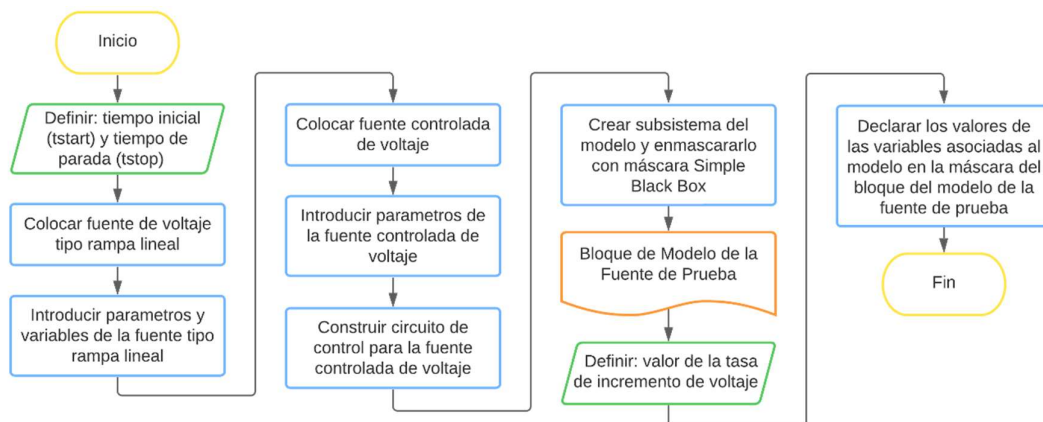 Inicio
Definir: tiempo inicial
(tstart) y tiempo de
parada (tstop)
Colocar fuente de voltaje
tipo rampa lineal
Introducir parametros y
variables de la fuente tipo
rampa lineal
Colocar fuente controlada
de voltaje
Introducir parametros de
la fuente controlada de
voltaje
Construir circuito de
control para la fuente
controlada de voltaje
Crear subsistema del
modelo y enmascararlo
con máscara Simple
Black Box
Bloque de Modelo de la
Fuente de Prueba
Definir: valor de la tasa
de incremento de voltaje
Declarar los valores de
las variables asociadas al
modelo en la máscara del
bloque del modelo de la
fuente de prueba
Fin